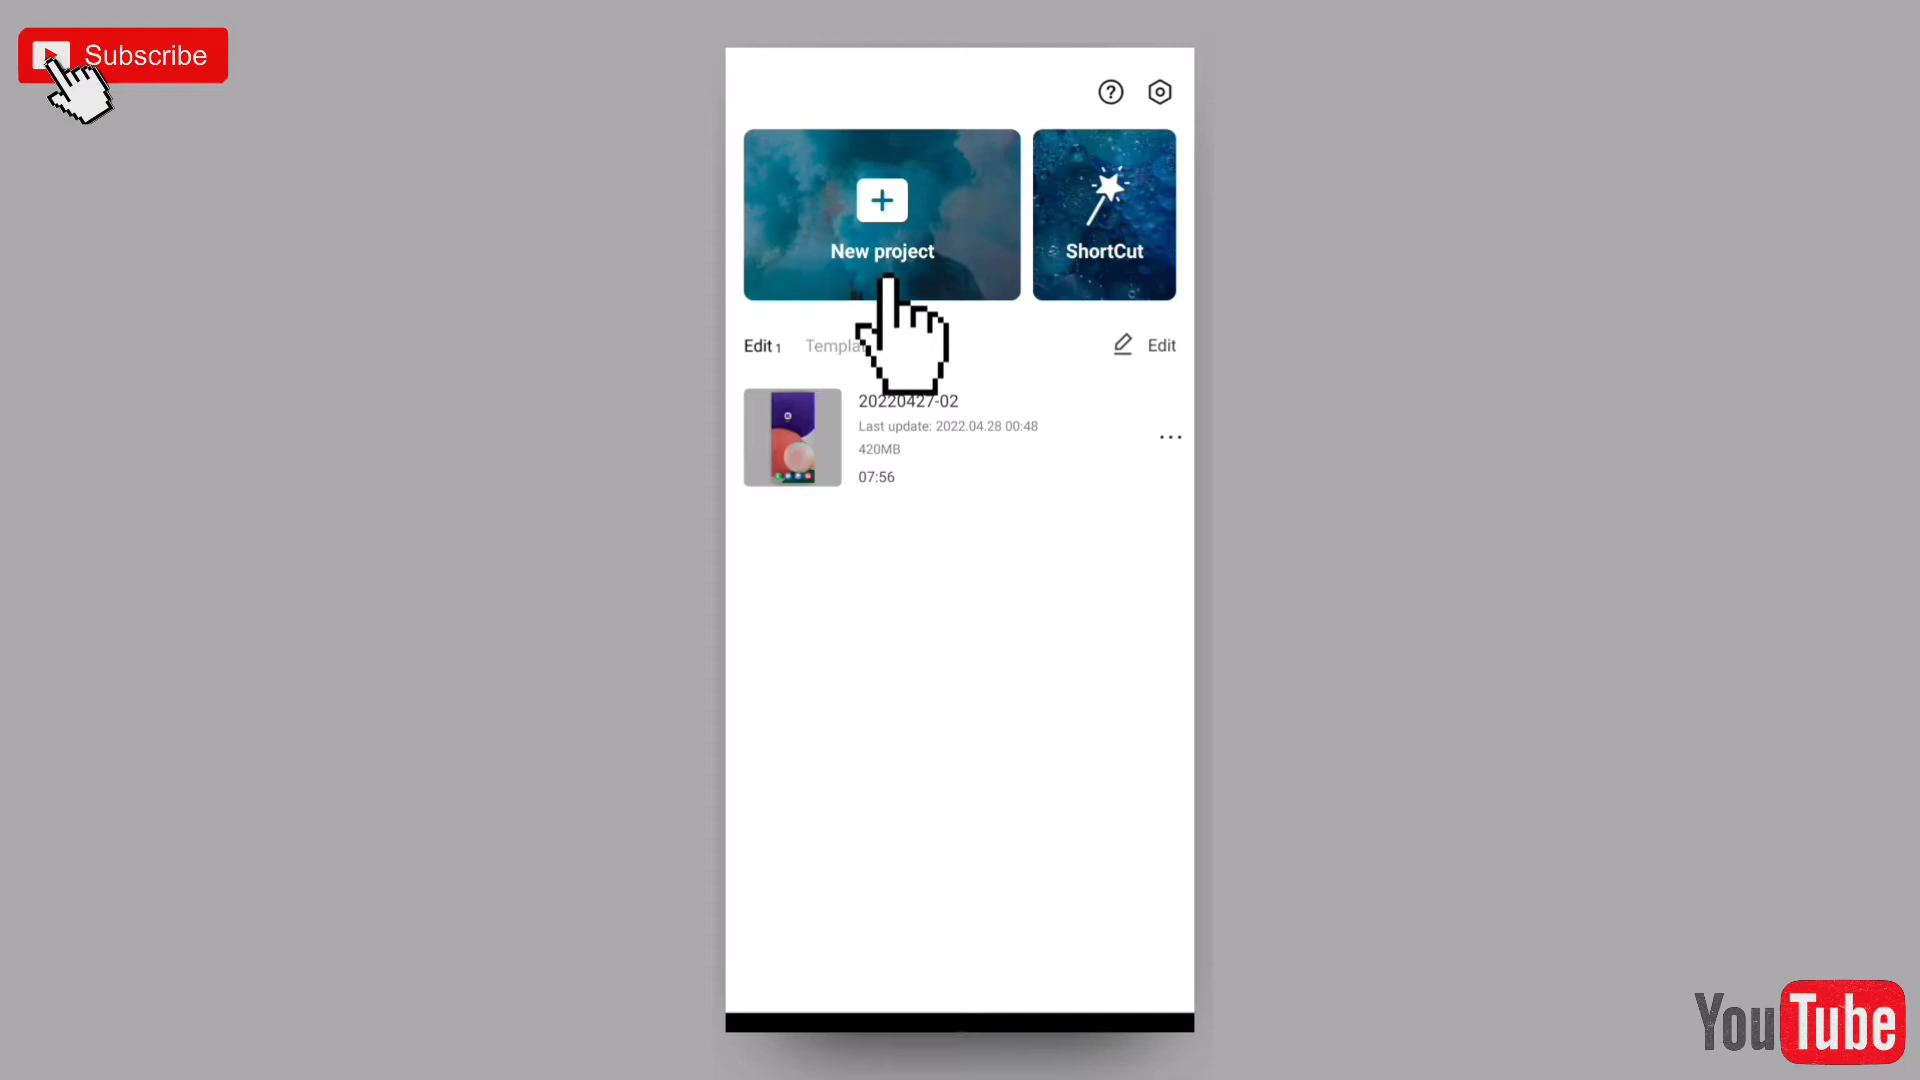 Subscribe
New project
ShortCut
Edit 1
Edit
20220427-02
Last update: 2022.04.28 00:48
420MB
07:56
YouTube